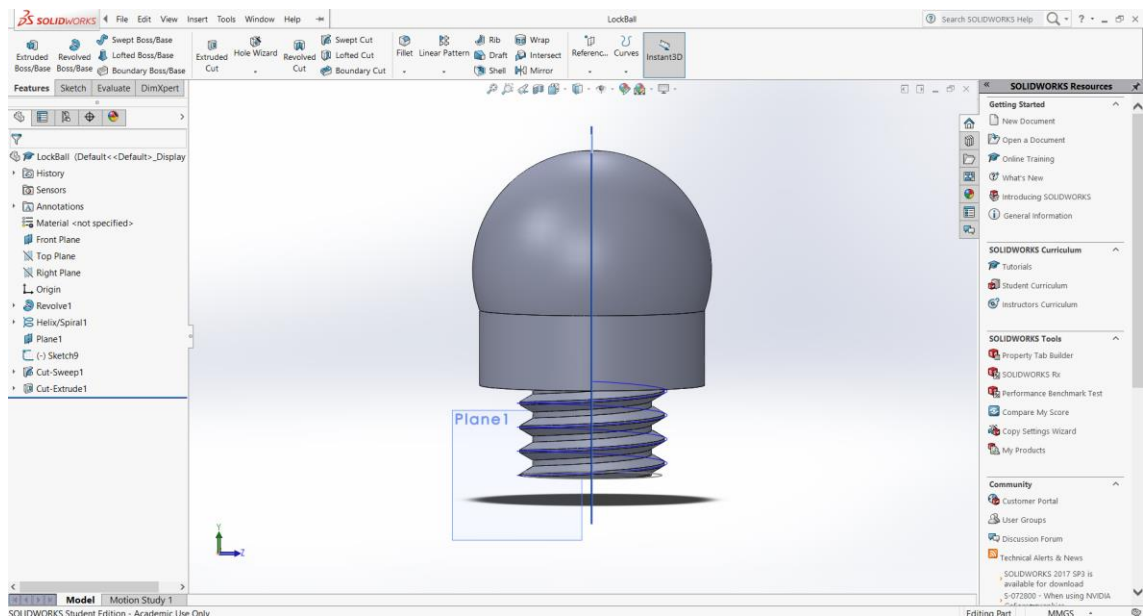 SOLIDWORKS File Edit View Insert Tools Window Help LockBall Search SOLIDWORKS Help
Extruded Boss/Base
Revolved Boss/Base
Swept Boss/Base
Lofted Boss/Base
Boundary Boss/Base
Extruded Cut
Hole Wizard
Revolved Cut
Swept Cut
Lofted Cut
Boundary Cut
Fillet
Linear Pattern
Rib
Draft
Shell
Wrap
Intersect
Mirror
Referenc...
Curves
Instant3D
Features Sketch Evaluate DimXpert
LockBall (Default<<Default>_Display
History
Sensors
Annotations
Material <not specified>
Front Plane
Top Plane
Right Plane
Origin
Revolve1
Helix/Spiral1
Plane1
(-) Sketch9
Cut-Sweep1
Cut-Extrude1
Plane1
Y
Z
SOLIDWORKS Resources
Getting Started
New Document
Open a Document
Online Training
What's New
Introducing SOLIDWORKS
General Information
SOLIDWORKS Curriculum
Tutorials
Student Curriculum
Instructors Curriculum
SOLIDWORKS Tools
Property Tab Builder
SOLIDWORKS Rx
Performance Benchmark Test
Compare My Score
Copy Settings Wizard
My Products
Community
Customer Portal
User Groups
Discussion Forum
Technical Alerts & News
SOLIDWORKS 2017 SP3 is
available for download
S-072800 - When using NVIDIA
Model Motion Study 1
SOLIDWORKS Student Edition - Academic Use Only
Editing Part MMGS